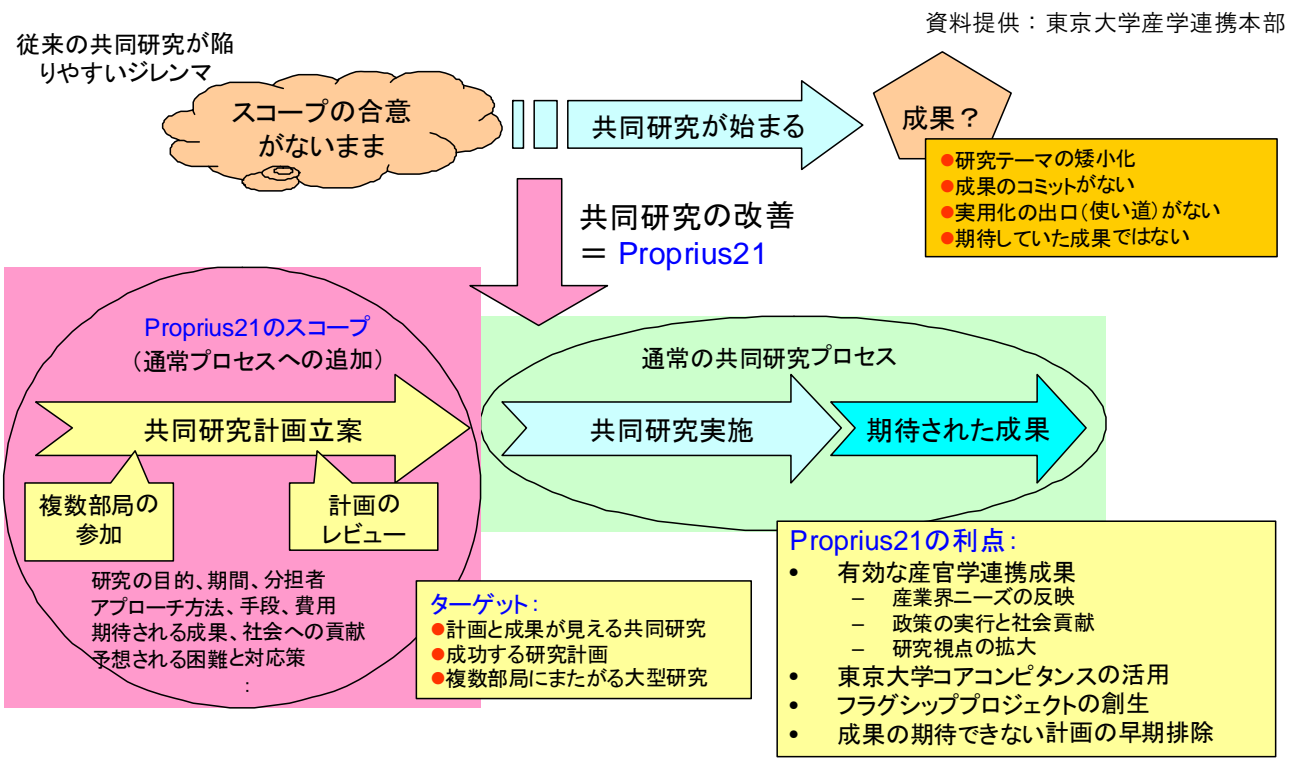 資料提供：東京大学産学連携本部
従来の共同研究が陥
りやすいジレンマ
スコープの合意
がないまま
共同研究が始まる
成果？
●研究テーマの矮小化
●成果のコミットがない
●実用化の出口（使い道）がない
●期待していた成果ではない
共同研究の改善
＝ Proprius21
Proprius21のスコープ
（通常プロセスへの追加）
共同研究計画立案
複数部局の
参加
計画の
レビュー
研究の目的、期間、分担者
アプローチ方法、手段、費用
期待される成果、社会への貢献
予想される困難と対応策
：
通常の共同研究プロセス
共同研究実施
期待された成果
ターゲット：
●計画と成果が見える共同研究
●成功する研究計画
●複数部局にまたがる大型研究
Proprius21の利点：
• 有効な産官学連携成果
– 産業界ニーズの反映
– 政策の実行と社会貢献
– 研究視点の拡大
• 東京大学コアコンピタンスの活用
• フラグシッププロジェクトの創生
• 成果の期待できない計画の早期排除